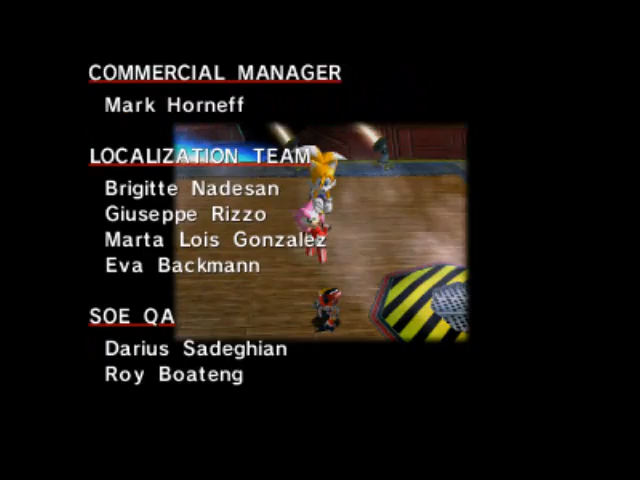 COMMERCIAL MANAGER
Mark Horneff
LOCALIZATION TEAM
Brigitte Nadesan
Giuseppe Rizzo
Marta Lois Gonzalez
Eva Backmann
SOE QA
Darius Sadeghian
Roy Boateng